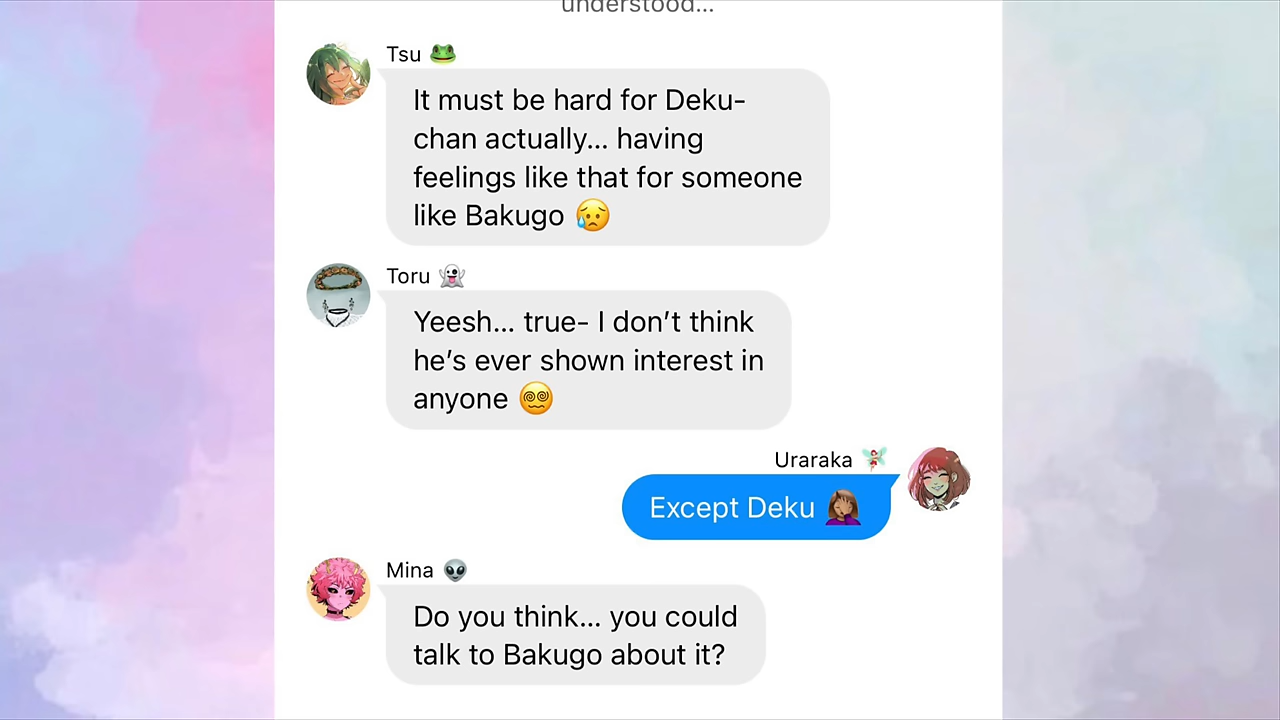 understood...
Tsu 🐸
It must be hard for Deku-
chan actually... having
feelings like that for someone
like Bakugo 😥
Toru 👻
Yeesh... true- I don’t think
he’s ever shown interest in
anyone 😵‍💫
Uraraka 🧚
Except Deku 🤦🏽‍♀️
Mina 👽
Do you think... you could
talk to Bakugo about it?